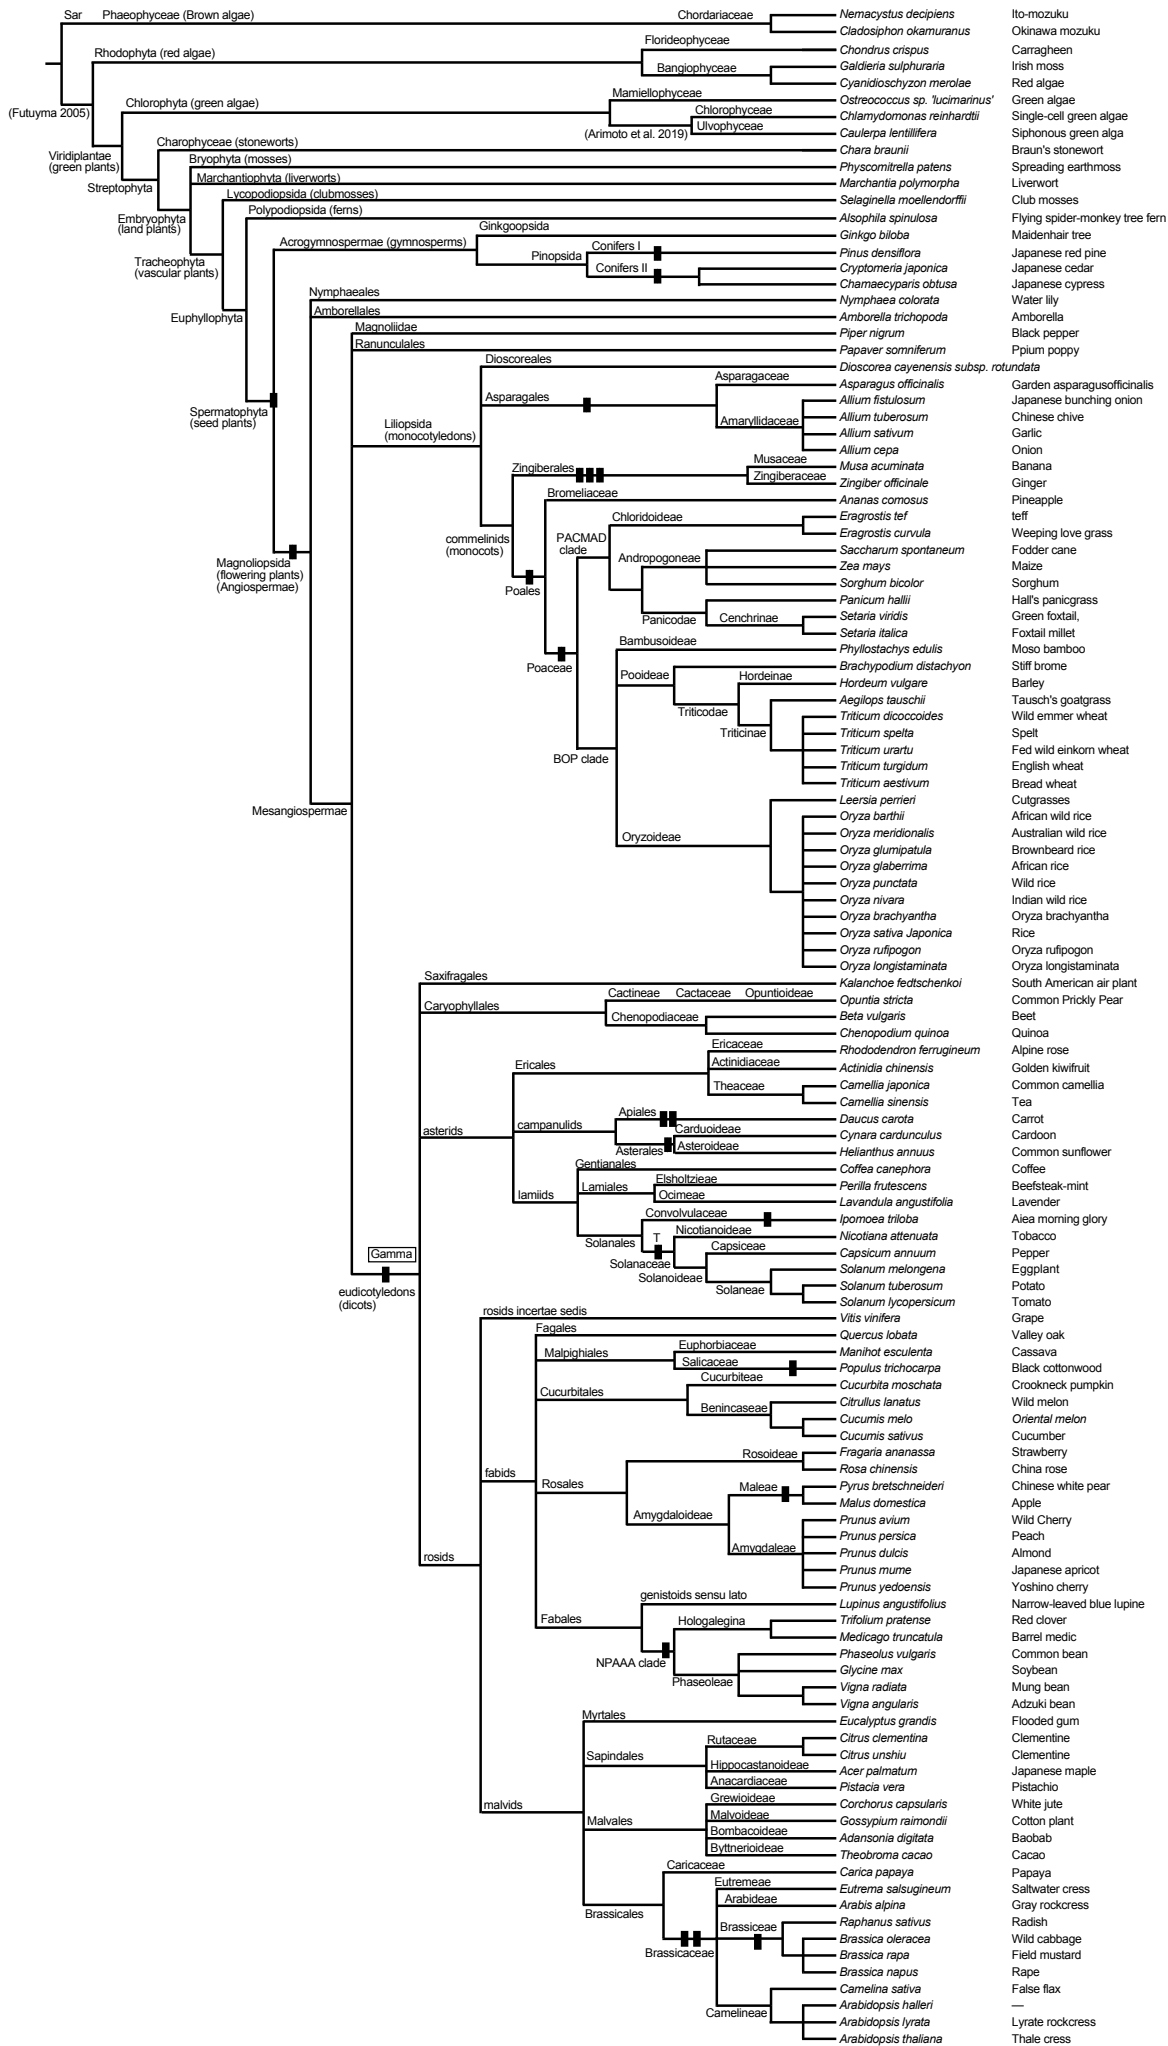 Sar Phaeophyceae (Brown algae) Chordariaceae Nemacystus decipiens Ito-mozuku
Cladosiphon okamuranus Okinawa mozuku
Florideophyceae Chondrus crispus Carragheen
Rhodophyta (red algae) Bangiophyceae Galdieria sulphuraria Irish moss
Cyanidioschyzon merolae Red algae
(Futuyma 2005) Chlorophyta (green algae) Mamiellophyceae Ostreococcus sp. 'lucimarinus' Green algae
Chlorophyceae Chlamydomonas reinhardtii Single-cell green algae
(Arimoto et al. 2019) Ulvophyceae Caulerpa lentillifera Siphonous green alga
Viridiplantae
(green plants)
Charophyceae (stoneworts) Chara braunii Braun's stonewort
Streptophyta Bryophyta (mosses) Physcomitrella patens Spreading earthmoss
Marchantiophyta (liverworts) Marchantia polymorpha Liverwort
Embryophyta
(land plants)
Lycopodiopsida (clubmosses) Selaginella moellendorffii Club mosses
Polypodiopsida (ferns) Alsophila spinulosa Flying spider-monkey tree fern
Tracheophyta
(vascular plants)
Acrogymnospermae (gymnosperms) Ginkgoopsida Ginkgo biloba Maidenhair tree
Pinopsida Conifers I Pinus densiflora Japanese red pine
Conifers II Cryptomeria japonica Japanese cedar
Chamaecyparis obtusa Japanese cypress
Euphyllophyta
Nymphaeales Nymphaea colorata Water lily
Amborellales Amborella trichopoda Amborella
Magnoliidae Piper nigrum Black pepper
Ranunculales Papaver somniferum Ppium poppy
Spermatophyta
(seed plants)
Liliopsida
(monocotyledons)
Dioscoreales Dioscorea cayenensis subsp. rotundata
Asparagales Asparagaceae Asparagus officinalis Garden asparagusofficinalis
Amaryllidaceae Allium fistulosum Japanese bunching onion
Allium tuberosum Chinese chive
Allium sativum Garlic
Allium cepa Onion
Zingiberales Musaceae Musa acuminata Banana
Zingiberaceae Zingiber officinale Ginger
commelinids
(monocots)
Bromeliaceae Ananas comosus Pineapple
Magnoliopsida
(flowering plants)
(Angiospermae)
Poales
PACMAD
clade
Chloridoideae Eragrostis tef teff
Eragrostis curvula Weeping love grass
Andropogoneae Saccharum spontaneum Fodder cane
Zea mays Maize
Sorghum bicolor Sorghum
Panicodae Panicum hallii Hall's panicgrass
Cenchrinae Setaria viridis Green foxtail,
Setaria italica Foxtail millet
Poaceae
Bambusoideae Phyllostachys edulis Moso bamboo
Pooideae Brachypodium distachyon Stiff brome
Triticodae Hordeinae Hordeum vulgare Barley
Triticinae Aegilops tauschii Tausch's goatgrass
Triticum dicoccoides Wild emmer wheat
Triticum spelta Spelt
Triticum urartu Fed wild einkorn wheat
BOP clade Triticum turgidum English wheat
Triticum aestivum Bread wheat
Mesangiospermae
Oryzoideae Leersia perrieri Cutgrasses
Oryza barthii African wild rice
Oryza meridionalis Australian wild rice
Oryza glumipatula Brownbeard rice
Oryza glaberrima African rice
Oryza punctata Wild rice
Oryza nivara Indian wild rice
Oryza brachyantha Oryza brachyantha
Oryza sativa Japonica Rice
Oryza rufipogon Oryza rufipogon
Oryza longistaminata Oryza longistaminata
Saxifragales Kalanchoe fedtschenkoi South American air plant
Caryophyllales Cactineae Cactaceae Opuntioideae Opuntia stricta Common Prickly Pear
Chenopodiaceae Beta vulgaris Beet
Chenopodium quinoa Quinoa
asterids Ericales Ericaceae Rhododendron ferrugineum Alpine rose
Actinidiaceae Actinidia chinensis Golden kiwifruit
Theaceae Camellia japonica Common camellia
Camellia sinensis Tea
campanulids Apiales Daucus carota Carrot
Asterales Carduoideae Cynara cardunculus Cardoon
Asteroideae Helianthus annuus Common sunflower
lamiids Gentianales Coffea canephora Coffee
Lamiales Elsholtzieae Perilla frutescens Beefsteak-mint
Ocimeae Lavandula angustifolia Lavender
Solanales Convolvulaceae Ipomoea triloba Aiea morning glory
T
Solanaceae Nicotianoideae Nicotiana attenuata Tobacco
Solanoideae Capsiceae Capsicum annuum Pepper
Solaneae Solanum melongena Eggplant
Solanum tuberosum Potato
Solanum lycopersicum Tomato
Gamma
eudicotyledons
(dicots)
rosids
rosids incertae sedis Vitis vinifera Grape
fabids Fagales Quercus lobata Valley oak
Malpighiales Euphorbiaceae Manihot esculenta Cassava
Salicaceae Populus trichocarpa Black cottonwood
Cucurbitales Cucurbiteae Cucurbita moschata Crookneck pumpkin
Benincaseae Citrullus lanatus Wild melon
Cucumis melo Oriental melon
Cucumis sativus Cucumber
Rosales Rosoideae Fragaria ananassa Strawberry
Rosa chinensis China rose
Amygdaloideae Maleae Pyrus bretschneideri Chinese white pear
Malus domestica Apple
Amygdaleae Prunus avium Wild Cherry
Prunus persica Peach
Prunus dulcis Almond
Prunus mume Japanese apricot
Prunus yedoensis Yoshino cherry
Fabales genistoids sensu lato Lupinus angustifolius Narrow-leaved blue lupine
NPAAA clade Hologalegina Trifolium pratense Red clover
Medicago truncatula Barrel medic
Phaseoleae Phaseolus vulgaris Common bean
Glycine max Soybean
Vigna radiata Mung bean
Vigna angularis Adzuki bean
malvids Myrtales Eucalyptus grandis Flooded gum
Sapindales Rutaceae Citrus clementina Clementine
Citrus unshiu Clementine
Hippocastanoideae Acer palmatum Japanese maple
Anacardiaceae Pistacia vera Pistachio
Malvales Grewioideae Corchorus capsularis White jute
Malvoideae Gossypium raimondii Cotton plant
Bombacoideae Adansonia digitata Baobab
Byttnerioideae Theobroma cacao Cacao
Brassicales Caricaceae Carica papaya Papaya
Brassicaceae Eutremeae Eutrema salsugineum Saltwater cress
Arabideae Arabis alpina Gray rockcress
Brassiceae Raphanus sativus Radish
Brassica oleracea Wild cabbage
Brassica rapa Field mustard
Brassica napus Rape
Camelineae Camelina sativa False flax
Arabidopsis halleri —
Arabidopsis lyrata Lyrate rockcress
Arabidopsis thaliana Thale cress